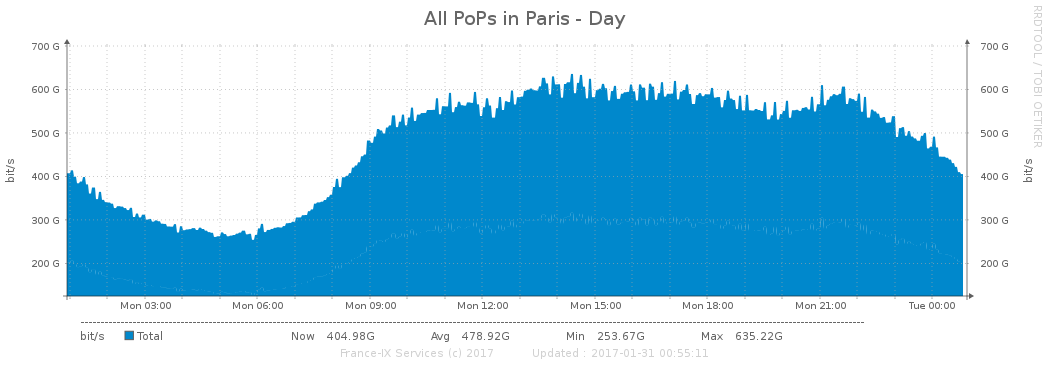 All PoPs in Paris - Day
RRDTOOL / TOBI OETIKER
700 G 700 G
600 G 600 G
500 G 500 G
400 G 400 G
300 G 300 G
200 G 200 G
bit/s bit/s
Mon 03:00 Mon 06:00 Mon 09:00 Mon 12:00 Mon 15:00 Mon 18:00 Mon 21:00 Tue 00:00
bit/s Total Now 404.98G Avg 478.92G Min 253.67G Max 635.22G
France-IX Services (c) 2017 Updated : 2017-01-31 00:55:11